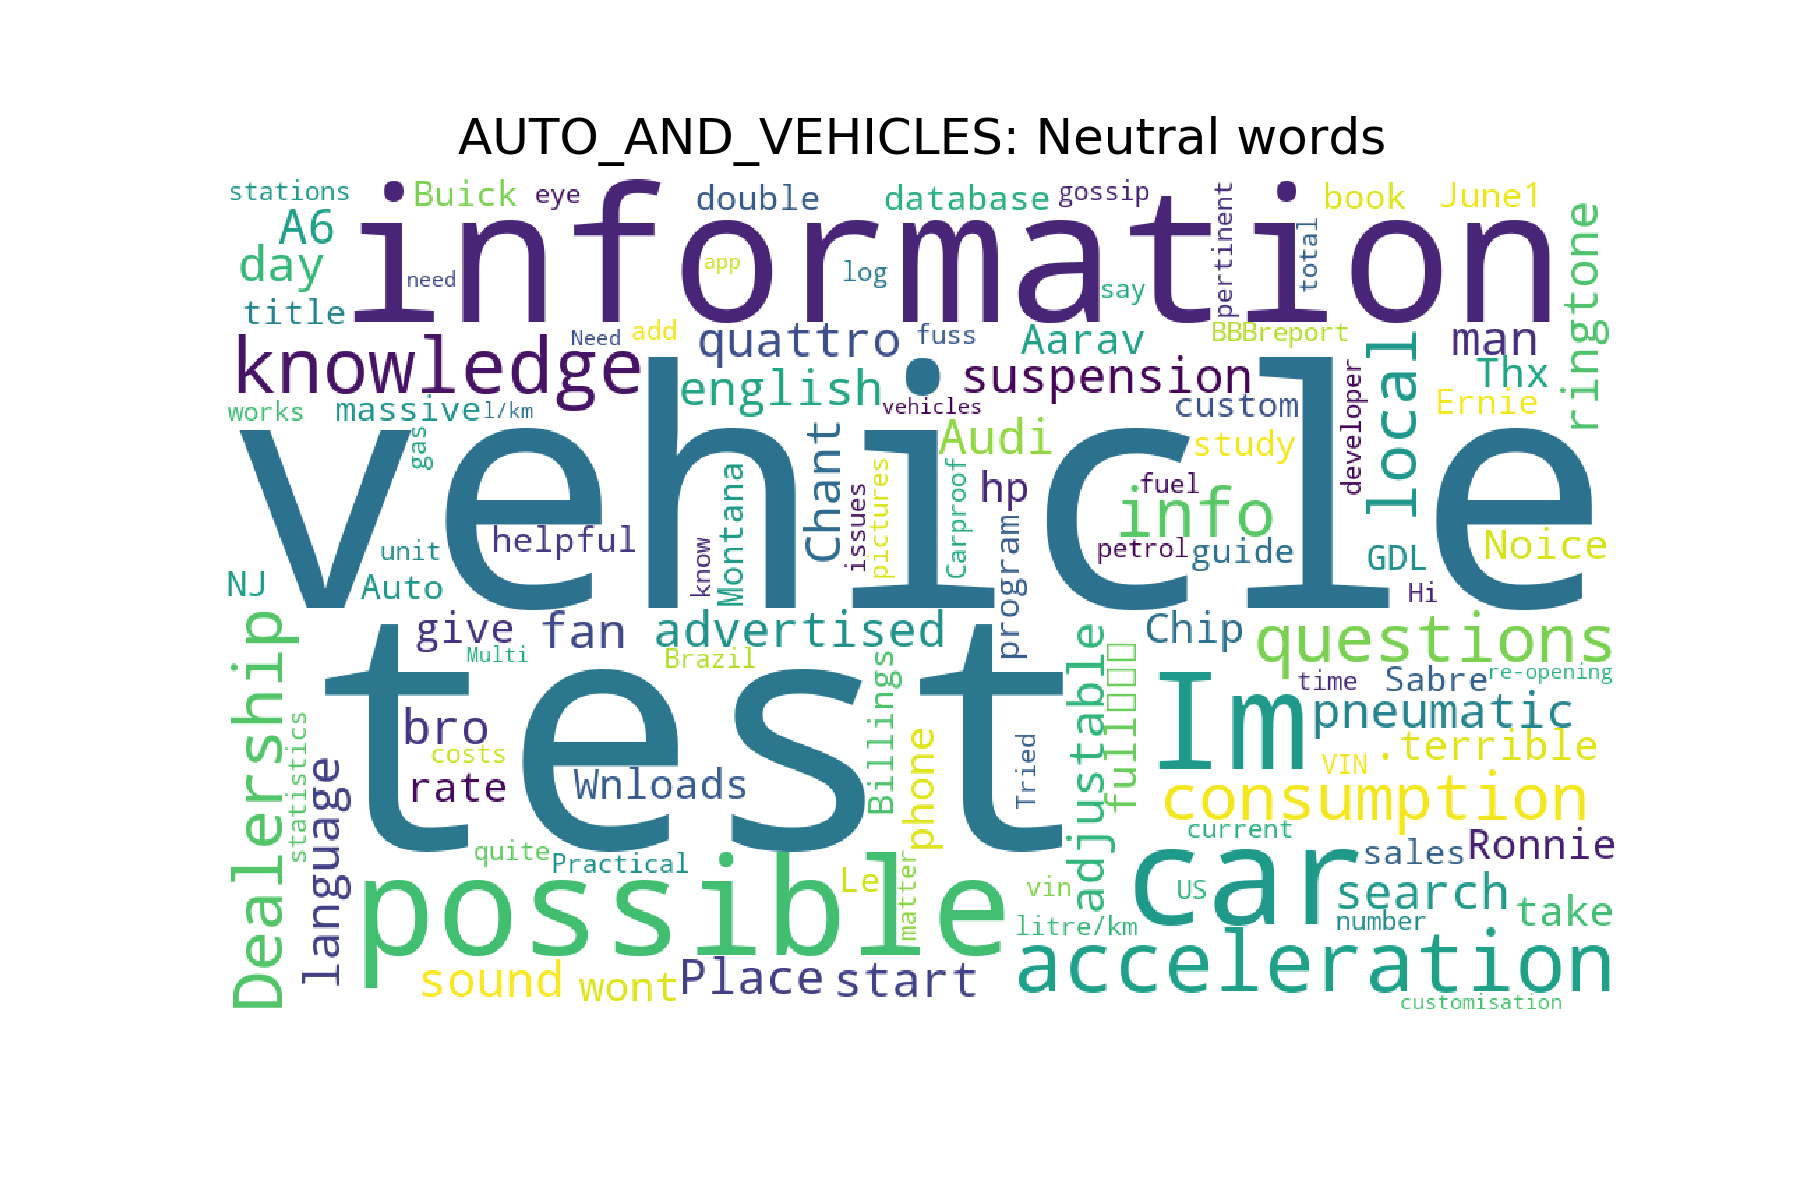 AUTO_AND_VEHICLES: Neutral words
stations
Buick
eye
double
database
gossip
pertinent
book
June1
A6
information
total
ringtone
day
need
app
log
say
title
Need
add
quattro
fuss
Aarav
BBBreport
man
knowledge
english
suspension
developer
local
Thx
works
massive
l/km
vehicles
custom
Ernie
gas
vehicle
Audi
study
Montana
Chant
issues
pictures
Carproof
hp
fuel
info
helpful
program
petrol
guide
GDL
Noice
unit
know
NJ
Auto
Hi
Dealership
give
fan
advertised
Chip
questions
Multi
Brazil
test
Billings
adjustable
full
Im
time
Sabre
re-opening
statistics
bro
pneumatic
language
costs
phone
Tried
VIN
.terrible
rate
Wnloads
consumption
quite
Practical
current
car
sales
Ronnie
possible
Le
matter
vin
US
search
litre/km
number
take
sound
wont
Place
start
acceleration
customisation